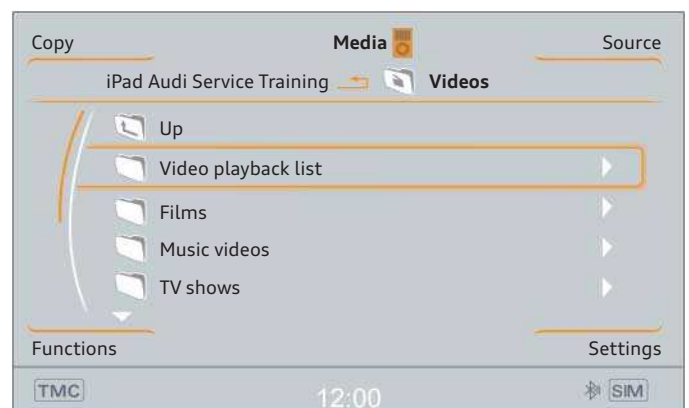 Copy Media Source
iPad Audi Service Training Videos
Up
Video playback list
Films
Music videos
TV shows
Functions Settings
TMC 12:00 SIM